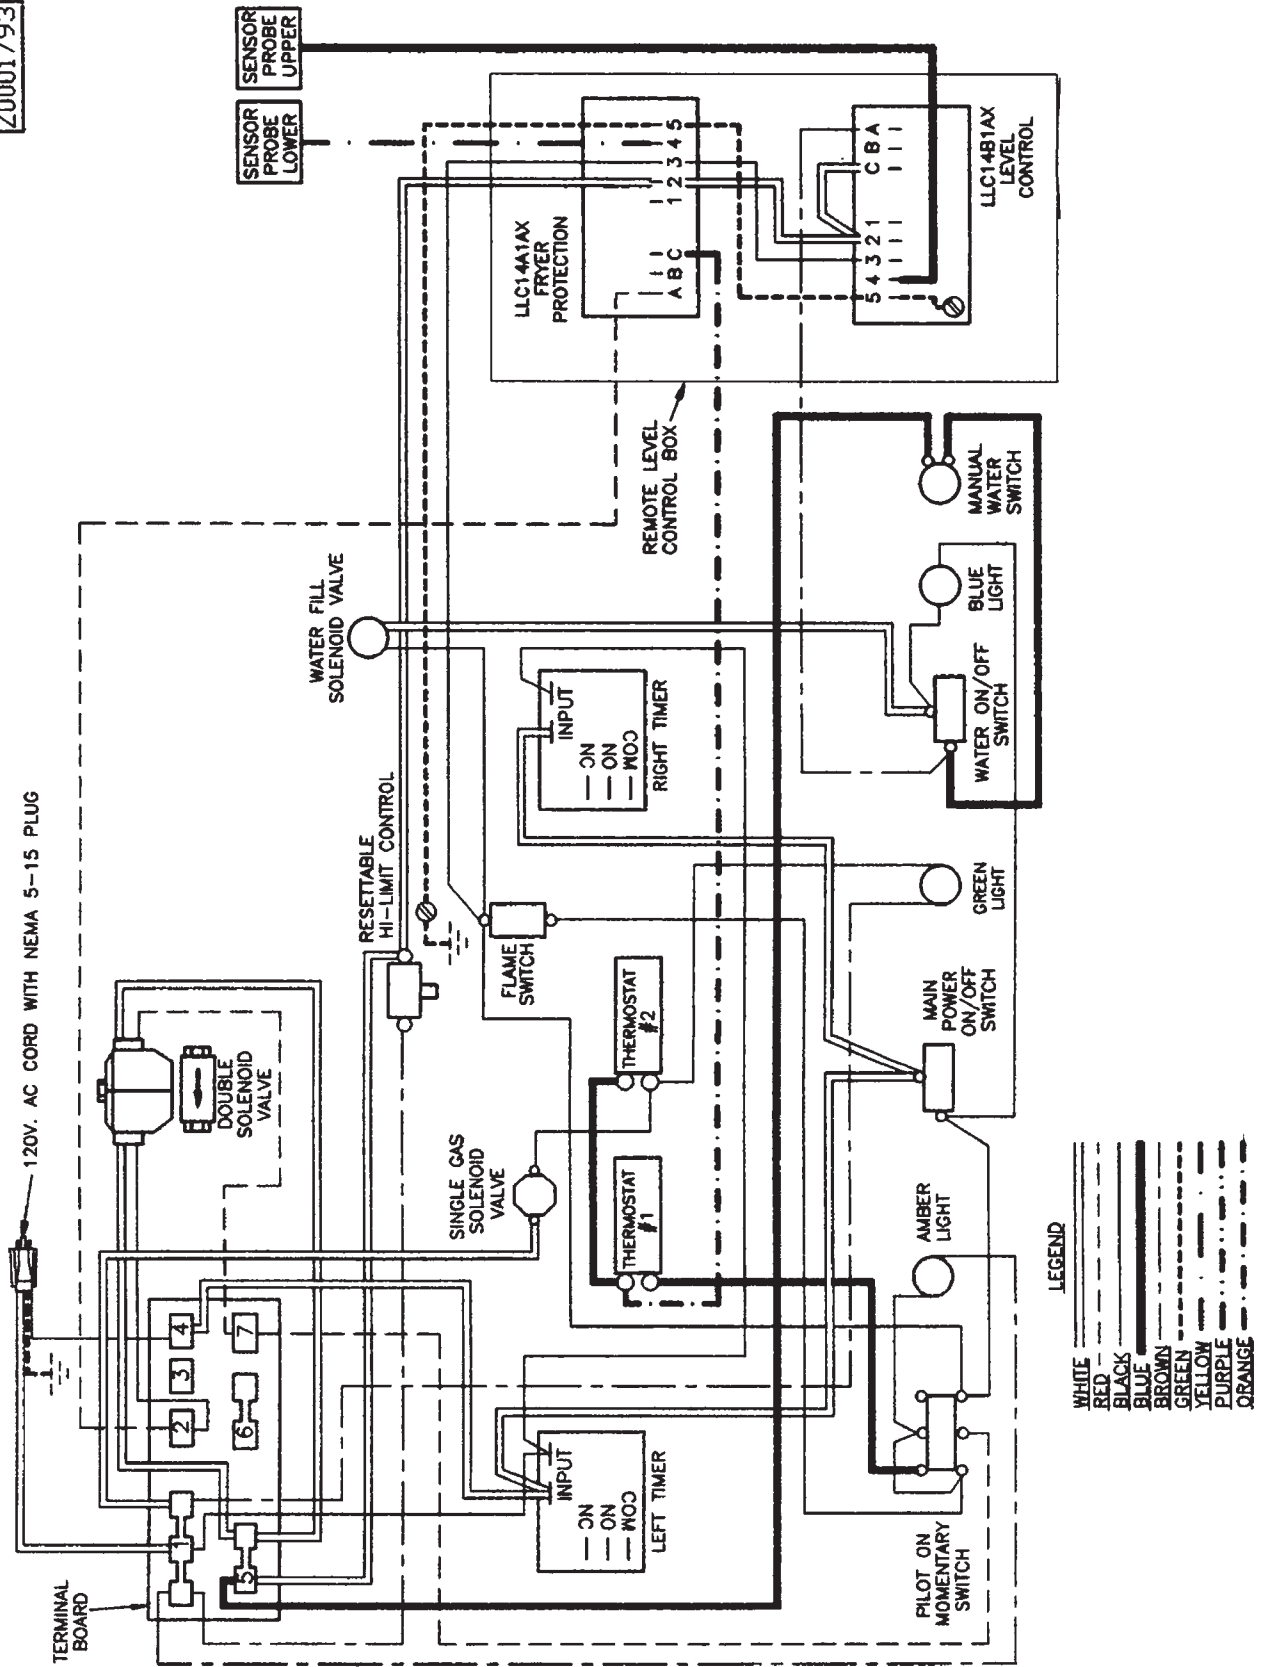 120V. AC CORD WITH NEMA 5-15 PLUG
TERMINAL
BOARD
1
2
3
4
5
6
7
DOUBLE
SOLENOID
VALVE
RESETTABLE
HI-LIMIT CONTROL
WATER FILL
SOLENOID VALVE
SENSOR
PROBE
LOWER
SENSOR
PROBE
UPPER
LLC14A1AX
FRYER
PROTECTION
A B C 1 2 3 4 5
REMOTE LEVEL
CONTROL BOX
5 4 3 2 1 C B A
LLC14B1AX
LEVEL
CONTROL
SINGLE GAS
SOLENOID
VALVE
FLAME
SWITCH
INPUT
NC
NO
COM
LEFT TIMER
THERMOSTAT
#1
THERMOSTAT
#2
INPUT
NC
NO
COM
RIGHT TIMER
PILOT ON
MOMENTARY
SWITCH
AMBER
LIGHT
MAIN
POWER
ON/OFF
SWITCH
GREEN
LIGHT
WATER ON/OFF
SWITCH
BLUE
LIGHT
MANUAL
WATER
SWITCH
LEGEND
WHITE
RED
BLACK
BLUE
BROWN
GREEN
YELLOW
PURPLE
ORANGE